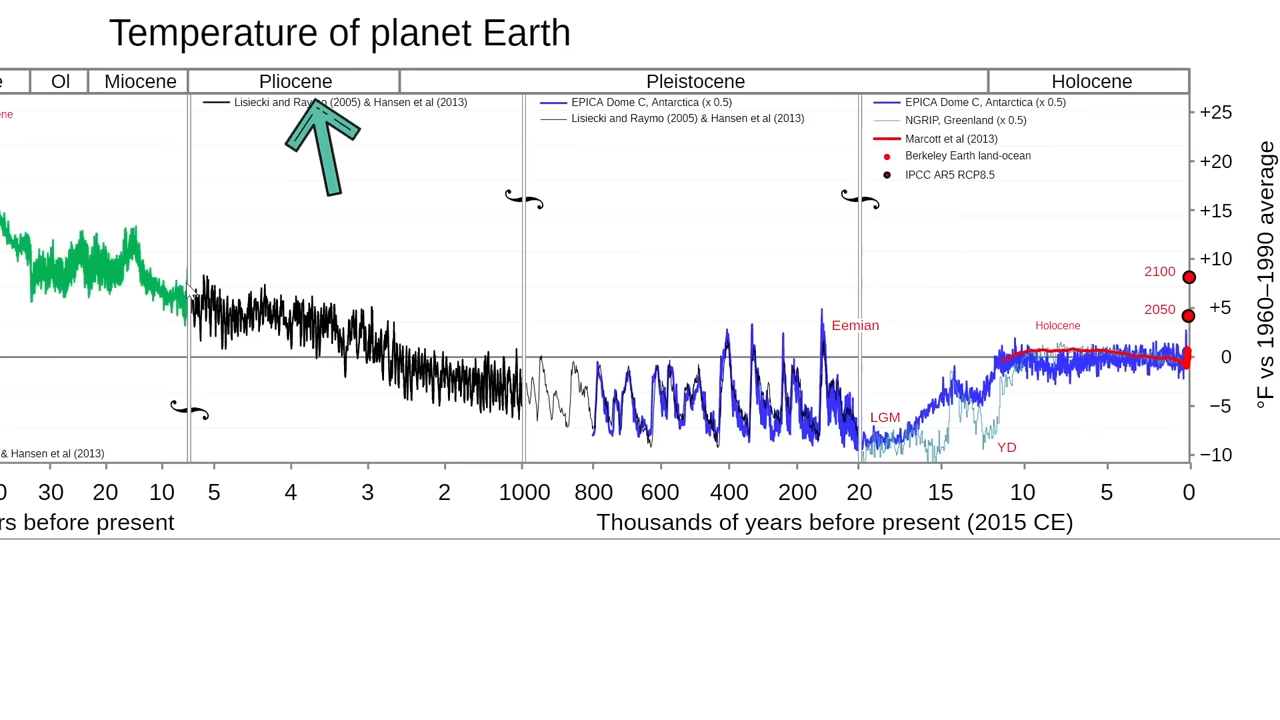 Temperature of planet Earth
e Ol Miocene Pliocene Pleistocene Holocene
ene
Lisiecki and Raymo (2005) & Hansen et al (2013)
EPICA Dome C, Antarctica (x 0.5)
Lisiecki and Raymo (2005) & Hansen et al (2013)
EPICA Dome C, Antarctica (x 0.5)
NGRIP, Greenland (x 0.5)
Marcott et al (2013)
Berkeley Earth land-ocean
IPCC AR5 RCP8.5
+25
+20
+15
+10
+5
0
−5
−10
°F vs 1960–1990 average
2100
2050
Eemian
Holocene
LGM
YD
& Hansen et al (2013)
0 30 20 10 5 4 3 2 1000 800 600 400 200 20 15 10 5 0
rs before present
Thousands of years before present (2015 CE)